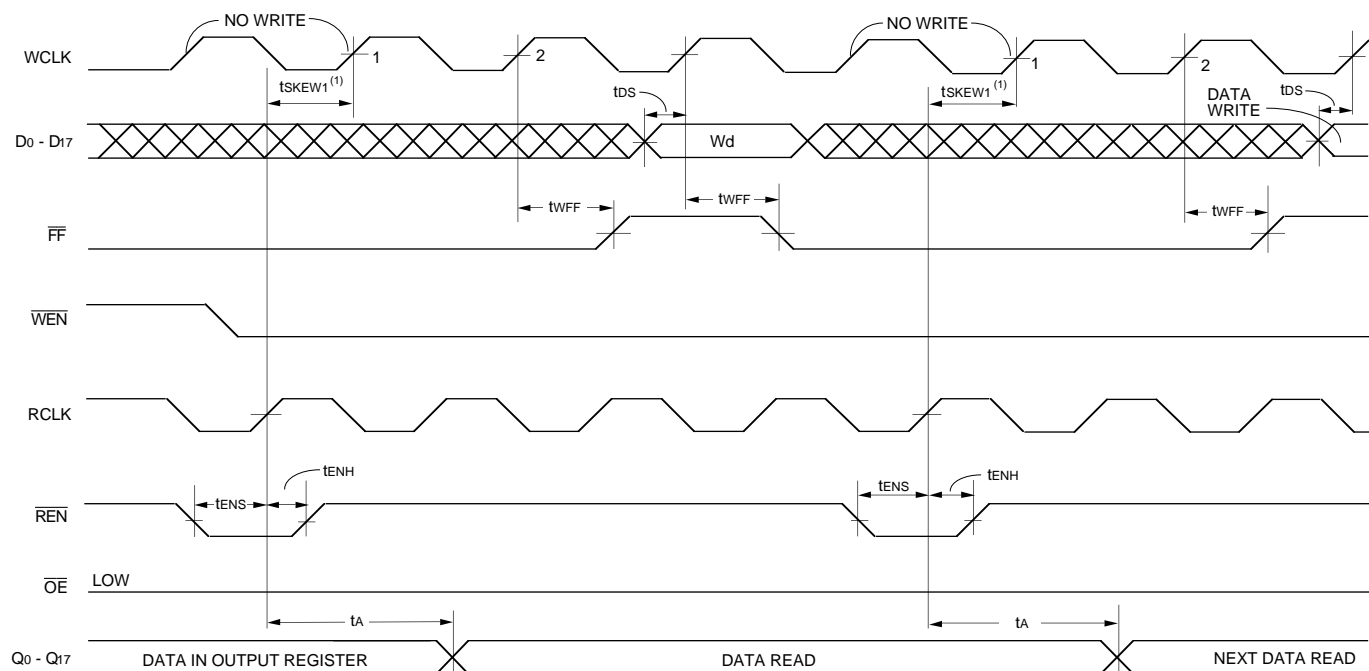 NO WRITE
NO WRITE
WCLK
1
2
1
2
tSKEW1(1)
tDS
tSKEW1(1)
tDS
DATA
WRITE
D0 - D17
Wd
tWFF
tWFF
tWFF
FF
WEN
RCLK
tENH
tENH
tENS
tENS
REN
OE
LOW
tA
tA
Q0 - Q17
DATA IN OUTPUT REGISTER
DATA READ
NEXT DATA READ